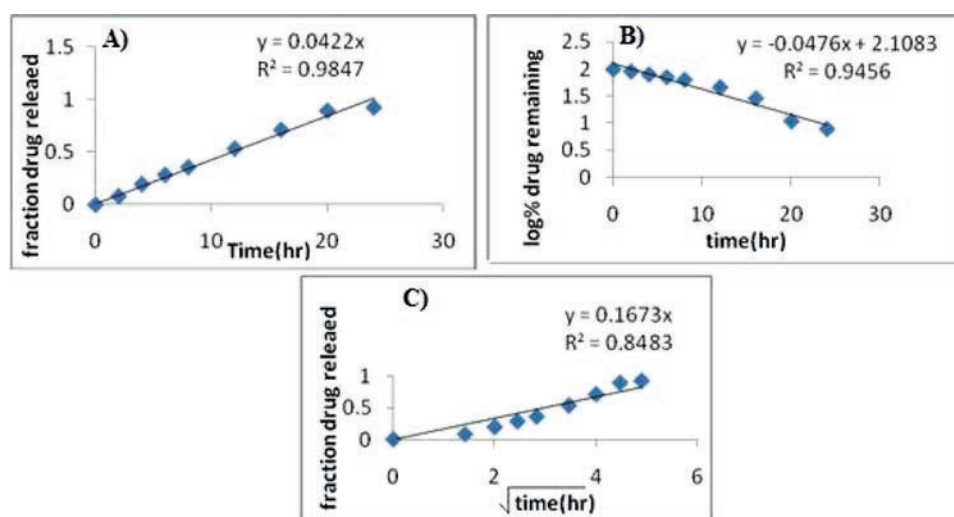 A)
y = 0.0422x
R² = 0.9847
1.5
1
0.5
0
0 10 20 30
fraction drug releaed
Time(hr)
B)
y = -0.0476x + 2.1083
R² = 0.9456
2.5
2
1.5
1
0.5
0
0 10 20 30
log% drug remaining
time(hr)
C)
y = 0.1673x
R² = 0.8483
1
0.5
0
0 2 4 6
fraction drug releaed
√time(hr)